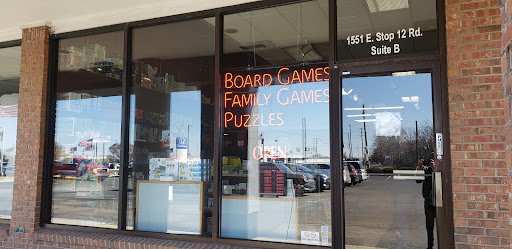 1551 E. Stop 12 Rd.
Suite B
BOARD GAMES
FAMILY GAMES
PUZZLES
OPEN